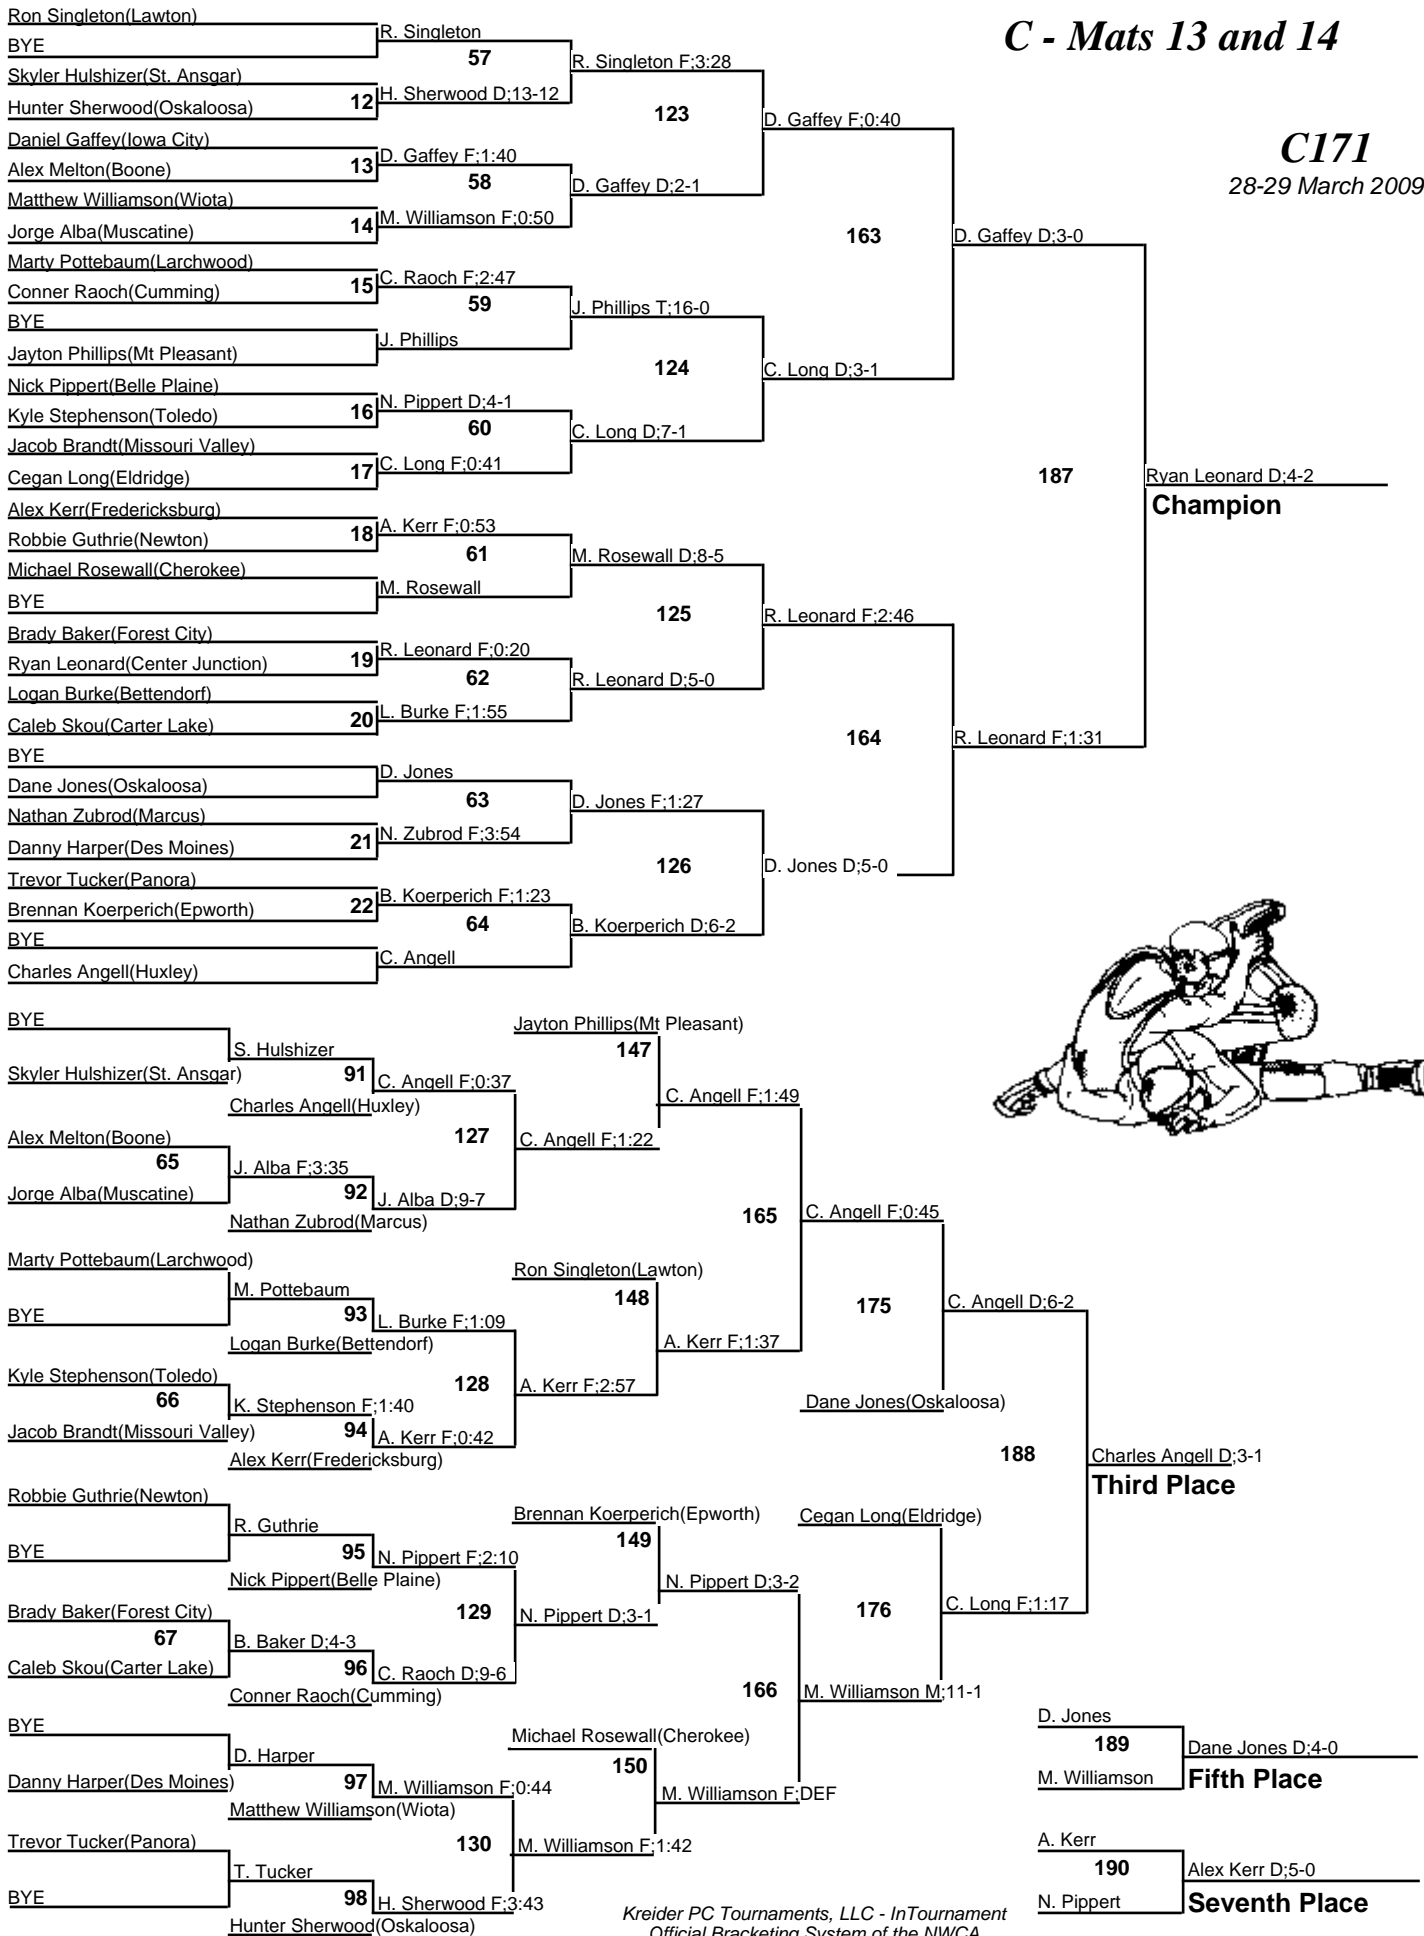 C - Mats 13 and 14
C171
28-29 March 2009
Ron Singleton(Lawton)
BYE
Skyler Hulshizer(St. Ansgar)
Hunter Sherwood(Oskaloosa)
Daniel Gaffey(Iowa City)
Alex Melton(Boone)
Matthew Williamson(Wiota)
Jorge Alba(Muscatine)
Marty Pottebaum(Larchwood)
Conner Raoch(Cumming)
BYE
Jayton Phillips(Mt Pleasant)
Nick Pippert(Belle Plaine)
Kyle Stephenson(Toledo)
Jacob Brandt(Missouri Valley)
Cegan Long(Eldridge)
Alex Kerr(Fredericksburg)
Robbie Guthrie(Newton)
Michael Rosewall(Cherokee)
BYE
Brady Baker(Forest City)
Ryan Leonard(Center Junction)
Logan Burke(Bettendorf)
Caleb Skou(Carter Lake)
BYE
Dane Jones(Oskaloosa)
Nathan Zubrod(Marcus)
Danny Harper(Des Moines)
Trevor Tucker(Panora)
Brennan Koerperich(Epworth)
BYE
Charles Angell(Huxley)
12
13
14
15
16
17
18
19
20
21
22
R. Singleton
57
H. Sherwood D;13-12
D. Gaffey F;1:40
58
M. Williamson F;0:50
C. Raoch F;2:47
59
J. Phillips
N. Pippert D;4-1
60
C. Long F;0:41
A. Kerr F;0:53
61
M. Rosewall
R. Leonard F;0:20
62
L. Burke F;1:55
D. Jones
63
N. Zubrod F;3:54
B. Koerperich F;1:23
64
C. Angell
R. Singleton F;3:28
123
D. Gaffey D;2-1
J. Phillips T;16-0
124
C. Long D;7-1
M. Rosewall D;8-5
125
R. Leonard D;5-0
D. Jones F;1:27
126
B. Koerperich D;6-2
D. Gaffey F;0:40
163
C. Long D;3-1
R. Leonard F;2:46
164
D. Jones D;5-0
D. Gaffey D;3-0
187
R. Leonard F;1:31
Ryan Leonard D;4-2
Champion
BYE
Skyler Hulshizer(St. Ansgar)
Alex Melton(Boone)
65
Jorge Alba(Muscatine)
Marty Pottebaum(Larchwood)
BYE
Kyle Stephenson(Toledo)
66
Jacob Brandt(Missouri Valley)
Robbie Guthrie(Newton)
BYE
Brady Baker(Forest City)
67
Caleb Skou(Carter Lake)
BYE
Danny Harper(Des Moines)
Trevor Tucker(Panora)
BYE
S. Hulshizer
91
Charles Angell(Huxley)
J. Alba F;3:35
92
Nathan Zubrod(Marcus)
M. Pottebaum
93
Logan Burke(Bettendorf)
K. Stephenson F;1:40
94
Alex Kerr(Fredericksburg)
R. Guthrie
95
Nick Pippert(Belle Plaine)
B. Baker D;4-3
96
Conner Raoch(Cumming)
D. Harper
97
Matthew Williamson(Wiota)
T. Tucker
98
Hunter Sherwood(Oskaloosa)
C. Angell F;0:37
127
J. Alba D;9-7
L. Burke F;1:09
128
A. Kerr F;0:42
N. Pippert F;2:10
129
C. Raoch D;9-6
M. Williamson F;0:44
130
H. Sherwood F;3:43
Jayton Phillips(Mt Pleasant)
147
C. Angell F;1:22
Ron Singleton(Lawton)
148
A. Kerr F;2:57
Brennan Koerperich(Epworth)
149
N. Pippert D;3-1
Michael Rosewall(Cherokee)
150
M. Williamson F;1:42
C. Angell F;1:49
165
A. Kerr F;1:37
N. Pippert D;3-2
166
M. Williamson F;DEF
C. Angell F;0:45
175
Dane Jones(Oskaloosa)
Cegan Long(Eldridge)
176
M. Williamson M;11-1
C. Angell D;6-2
188
C. Long F;1:17
Charles Angell D;3-1
Third Place
D. Jones
189
M. Williamson
Dane Jones D;4-0
Fifth Place
A. Kerr
190
N. Pippert
Alex Kerr D;5-0
Seventh Place
Kreider PC Tournaments, LLC - InTournament
Official Bracketing System of the NWCA